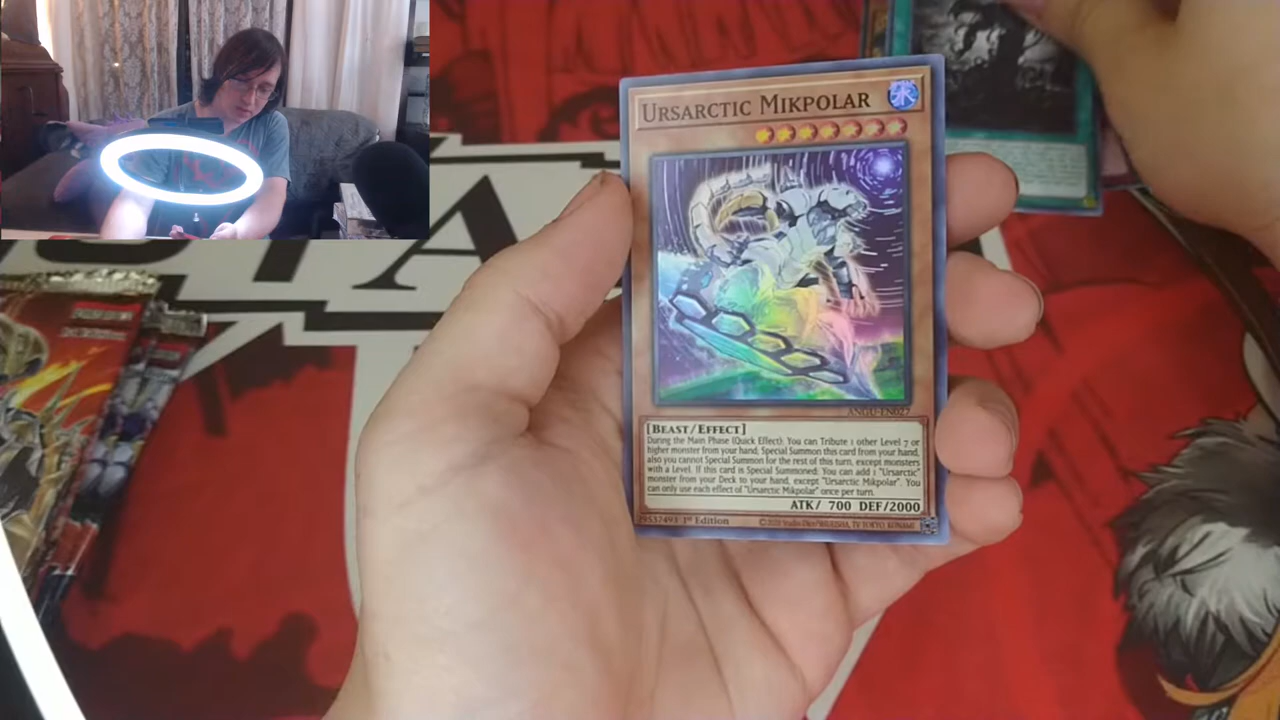 URSARCTIC MIKPOLAR
ANGU-EN027
[BEAST/EFFECT]
During the Main Phase (Quick Effect): You can Tribute 1 other Level 7 or
higher monster from your hand; Special Summon this card from your hand,
also you cannot Special Summon for the rest of this turn, except monsters
with a Level. If this card is Special Summoned: You can add 1 "Ursarctic"
monster from your Deck to your hand, except "Ursarctic Mikpolar". You
can only use each effect of "Ursarctic Mikpolar" once per turn.
ATK/ 700 DEF/2000
29537493 1st Edition